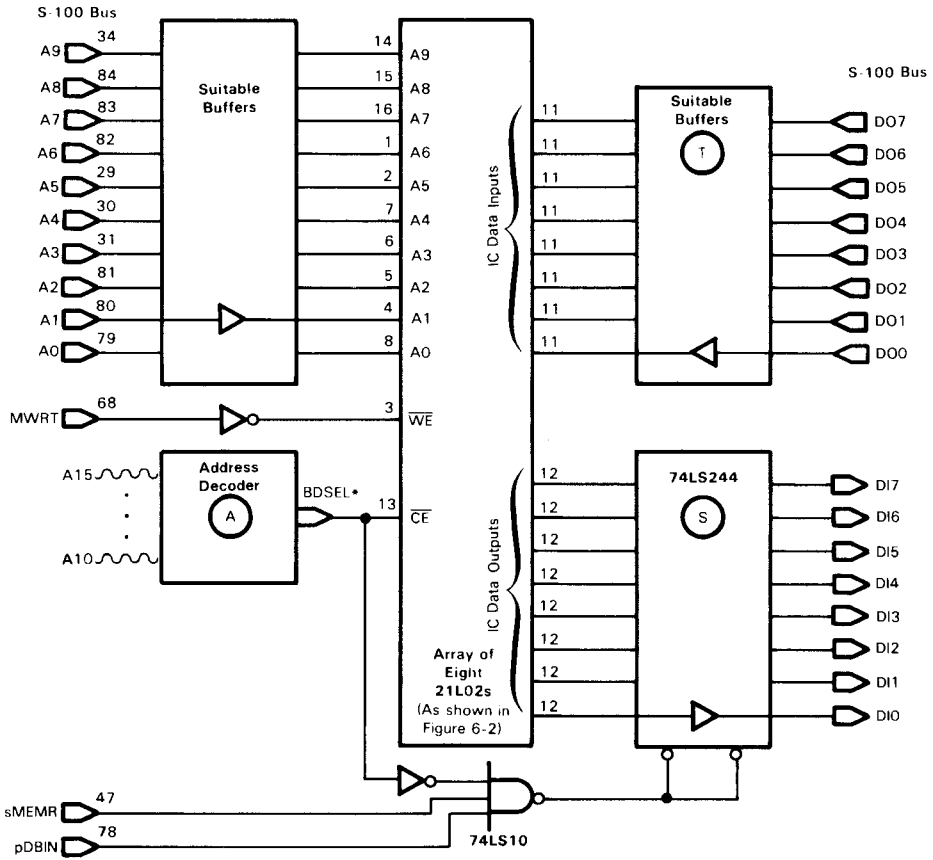 S-100 Bus
A9 34 14 A9
A8 84 15 A8
A7 83 16 A7
A6 82 1 A6
A5 29 2 A5
A4 30 7 A4
A3 31 6 A3
A2 81 5 A2
A1 80 4 A1
A0 79 8 A0
Suitable
Buffers
MWRT 68 3 WE
A15
Address
Decoder
A
A10
BDSEL*
13 CE
IC Data Inputs
11
11
11
11
11
11
11
11
Suitable
Buffers
T
S-100 Bus
DO7
DO6
DO5
DO4
DO3
DO2
DO1
DO0
IC Data Outputs
12
12
12
12
12
12
12
12
74LS244
S
DI7
DI6
DI5
DI4
DI3
DI2
DI1
DI0
Array of
Eight
21L02s
(As shown in
Figure 6-2)
sMEMR 47
pDBIN 78
74LS10